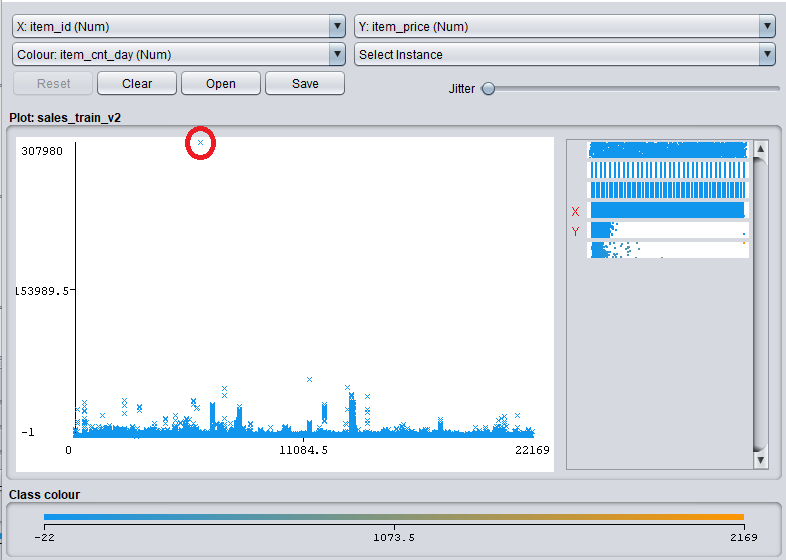 X: item_id (Num) Y: item_price (Num)
Colour: item_cnt_day (Num) Select Instance
Reset Clear Open Save Jitter
Plot: sales_train_v2
307980
X
Y
153989.5
-1
0 11084.5 22169
Class colour
-22 1073.5 2169